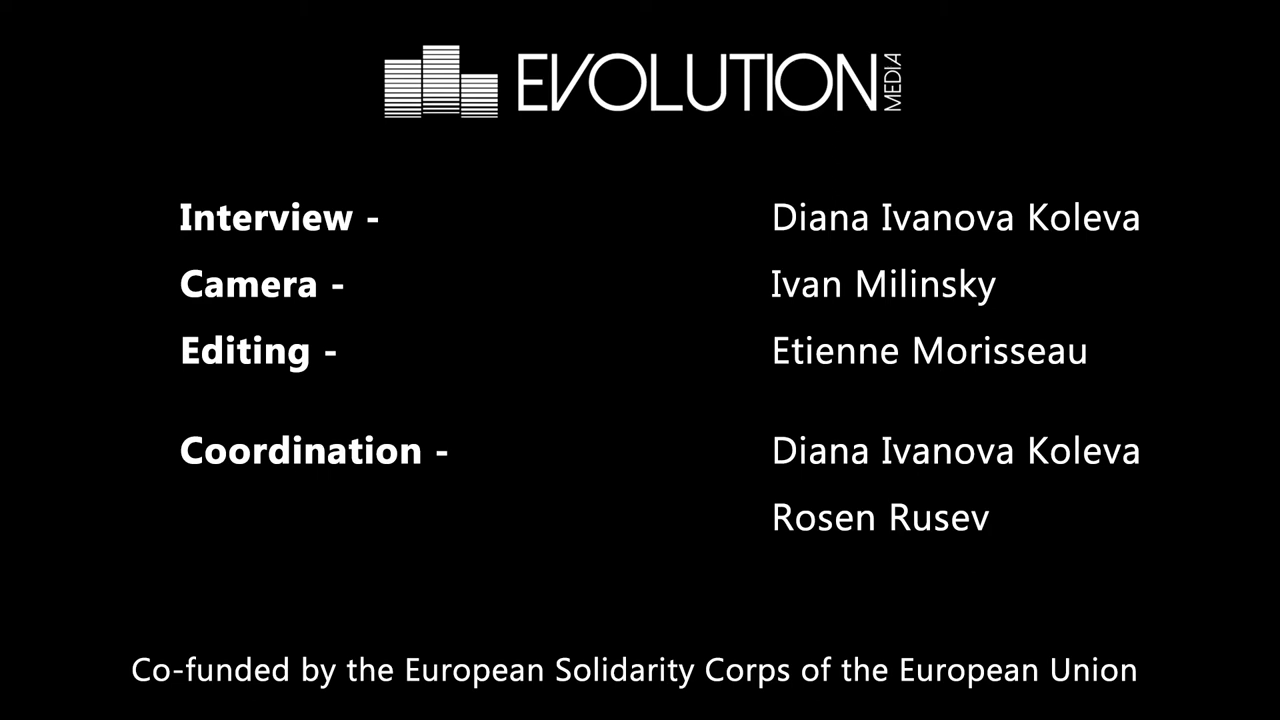 EVOLUTION MEDIA
Interview - Diana Ivanova Koleva
Camera - Ivan Milinsky
Editing - Etienne Morisseau
Coordination - Diana Ivanova Koleva
Rosen Rusev
Co-funded by the European Solidarity Corps of the European Union